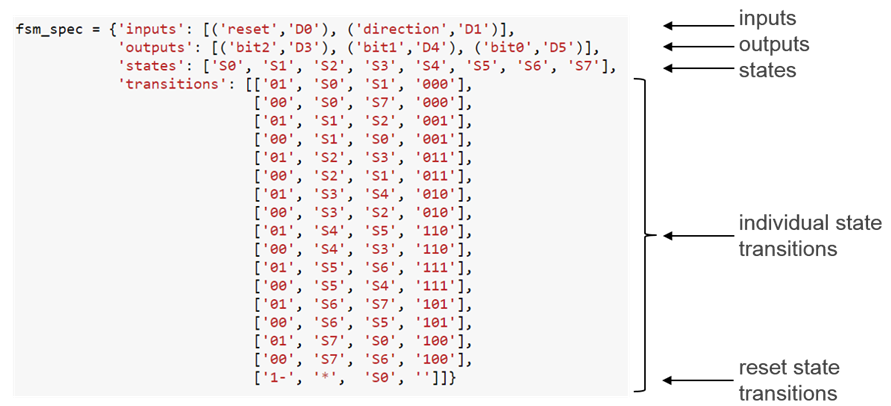 fsm_spec = {'inputs': [('reset','D0'), ('direction','D1')],
'outputs': [('bit2','D3'), ('bit1','D4'), ('bit0','D5')],
'states': ['S0', 'S1', 'S2', 'S3', 'S4', 'S5', 'S6', 'S7'],
'transitions': [['01', 'S0', 'S1', '000'],
['00', 'S0', 'S7', '000'],
['01', 'S1', 'S2', '001'],
['00', 'S1', 'S0', '001'],
['01', 'S2', 'S3', '011'],
['00', 'S2', 'S1', '011'],
['01', 'S3', 'S4', '010'],
['00', 'S3', 'S2', '010'],
['01', 'S4', 'S5', '110'],
['00', 'S4', 'S3', '110'],
['01', 'S5', 'S6', '111'],
['00', 'S5', 'S4', '111'],
['01', 'S6', 'S7', '101'],
['00', 'S6', 'S5', '101'],
['01', 'S7', 'S0', '100'],
['00', 'S7', 'S6', '100'],
['1-', '*', 'S0', '']]}
inputs
outputs
states
individual state
transitions
reset state
transitions